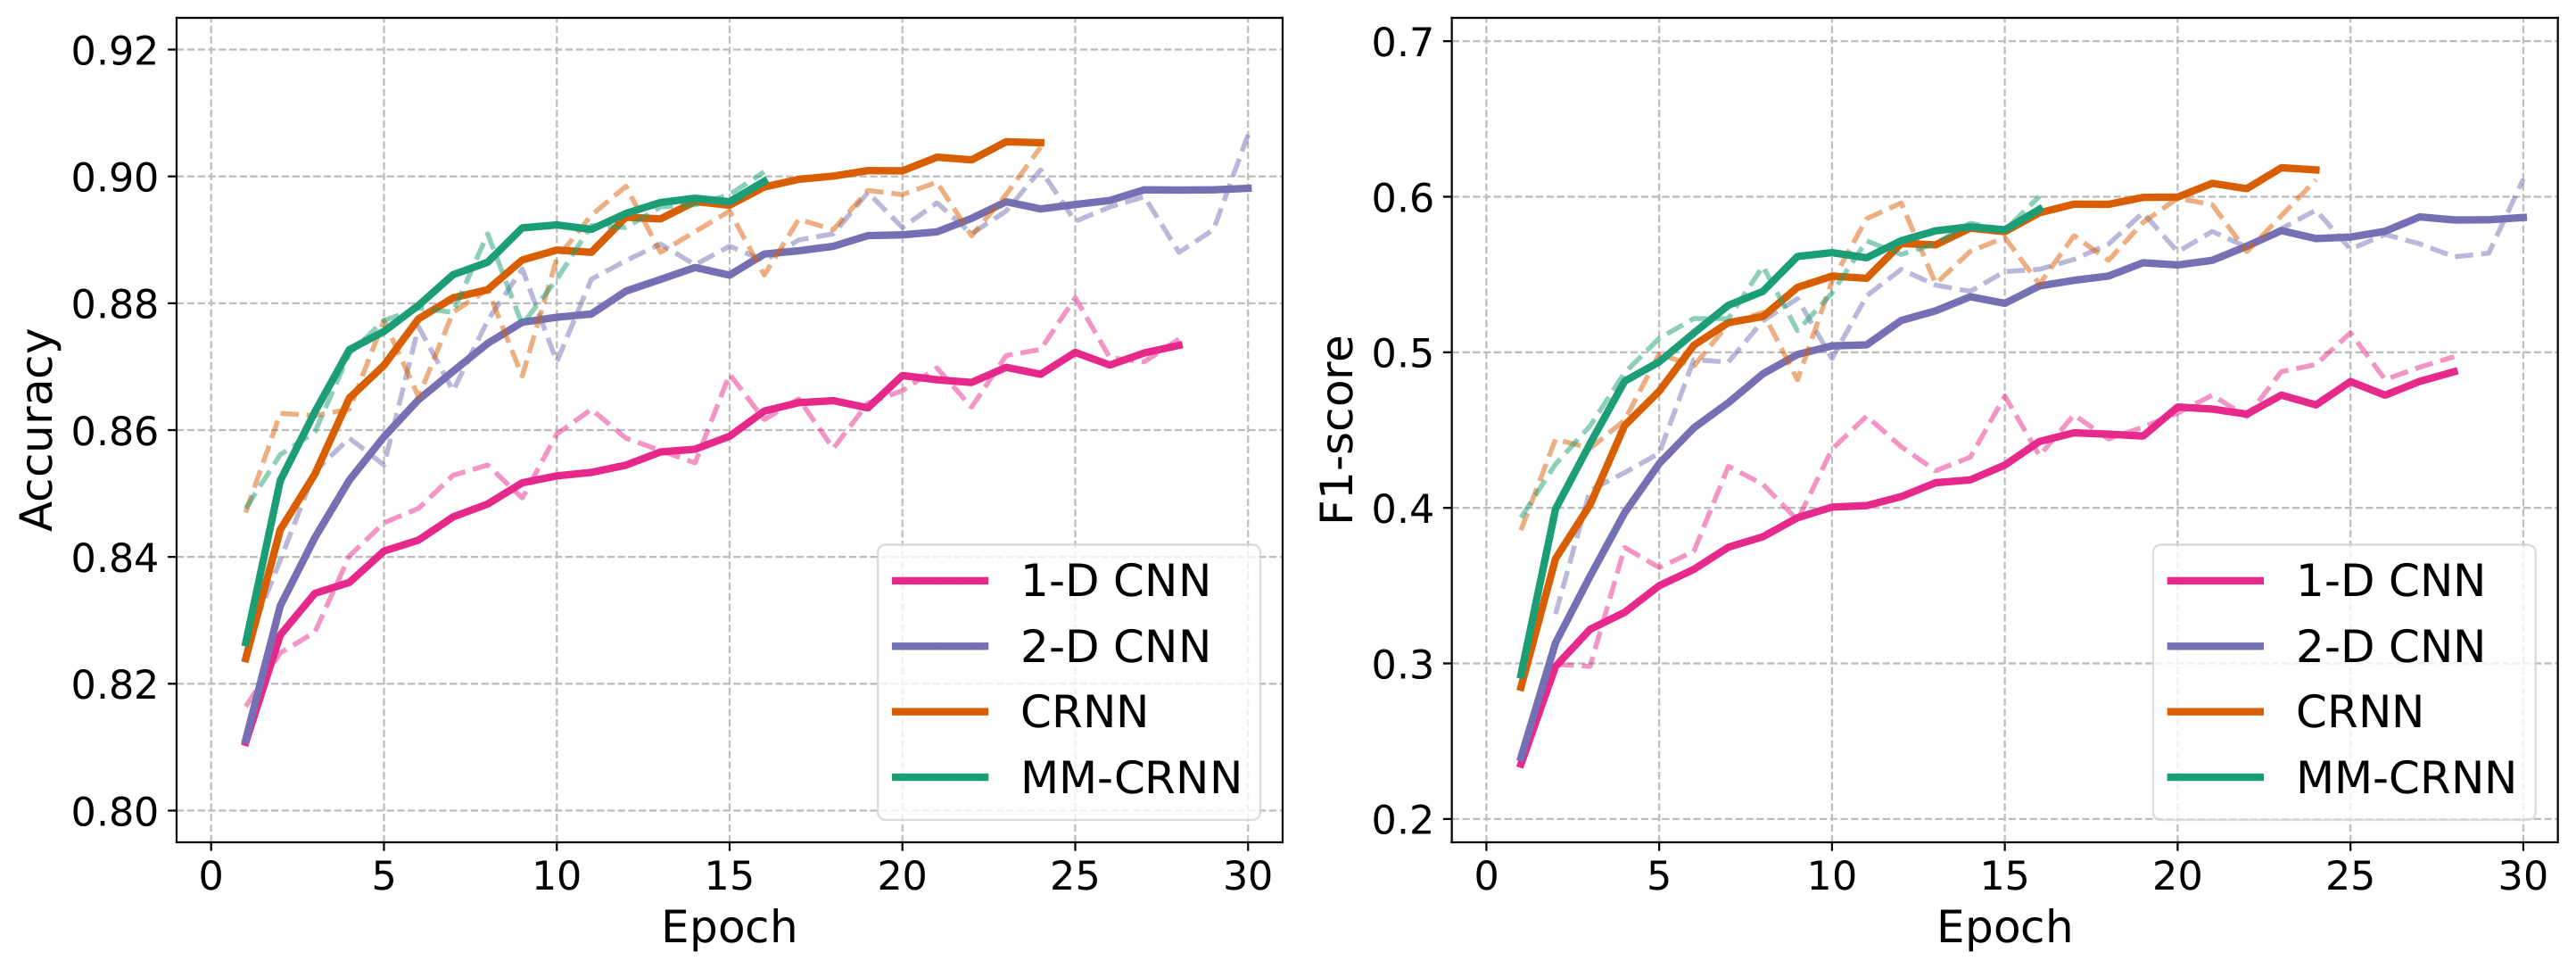 Accuracy
0.92
0.90
0.88
0.86
0.84
0.82
0.80
0 5 10 15 20 25 30
Epoch
1-D CNN
2-D CNN
CRNN
MM-CRNN
F1-score
0.7
0.6
0.5
0.4
0.3
0.2
0 5 10 15 20 25 30
Epoch
1-D CNN
2-D CNN
CRNN
MM-CRNN